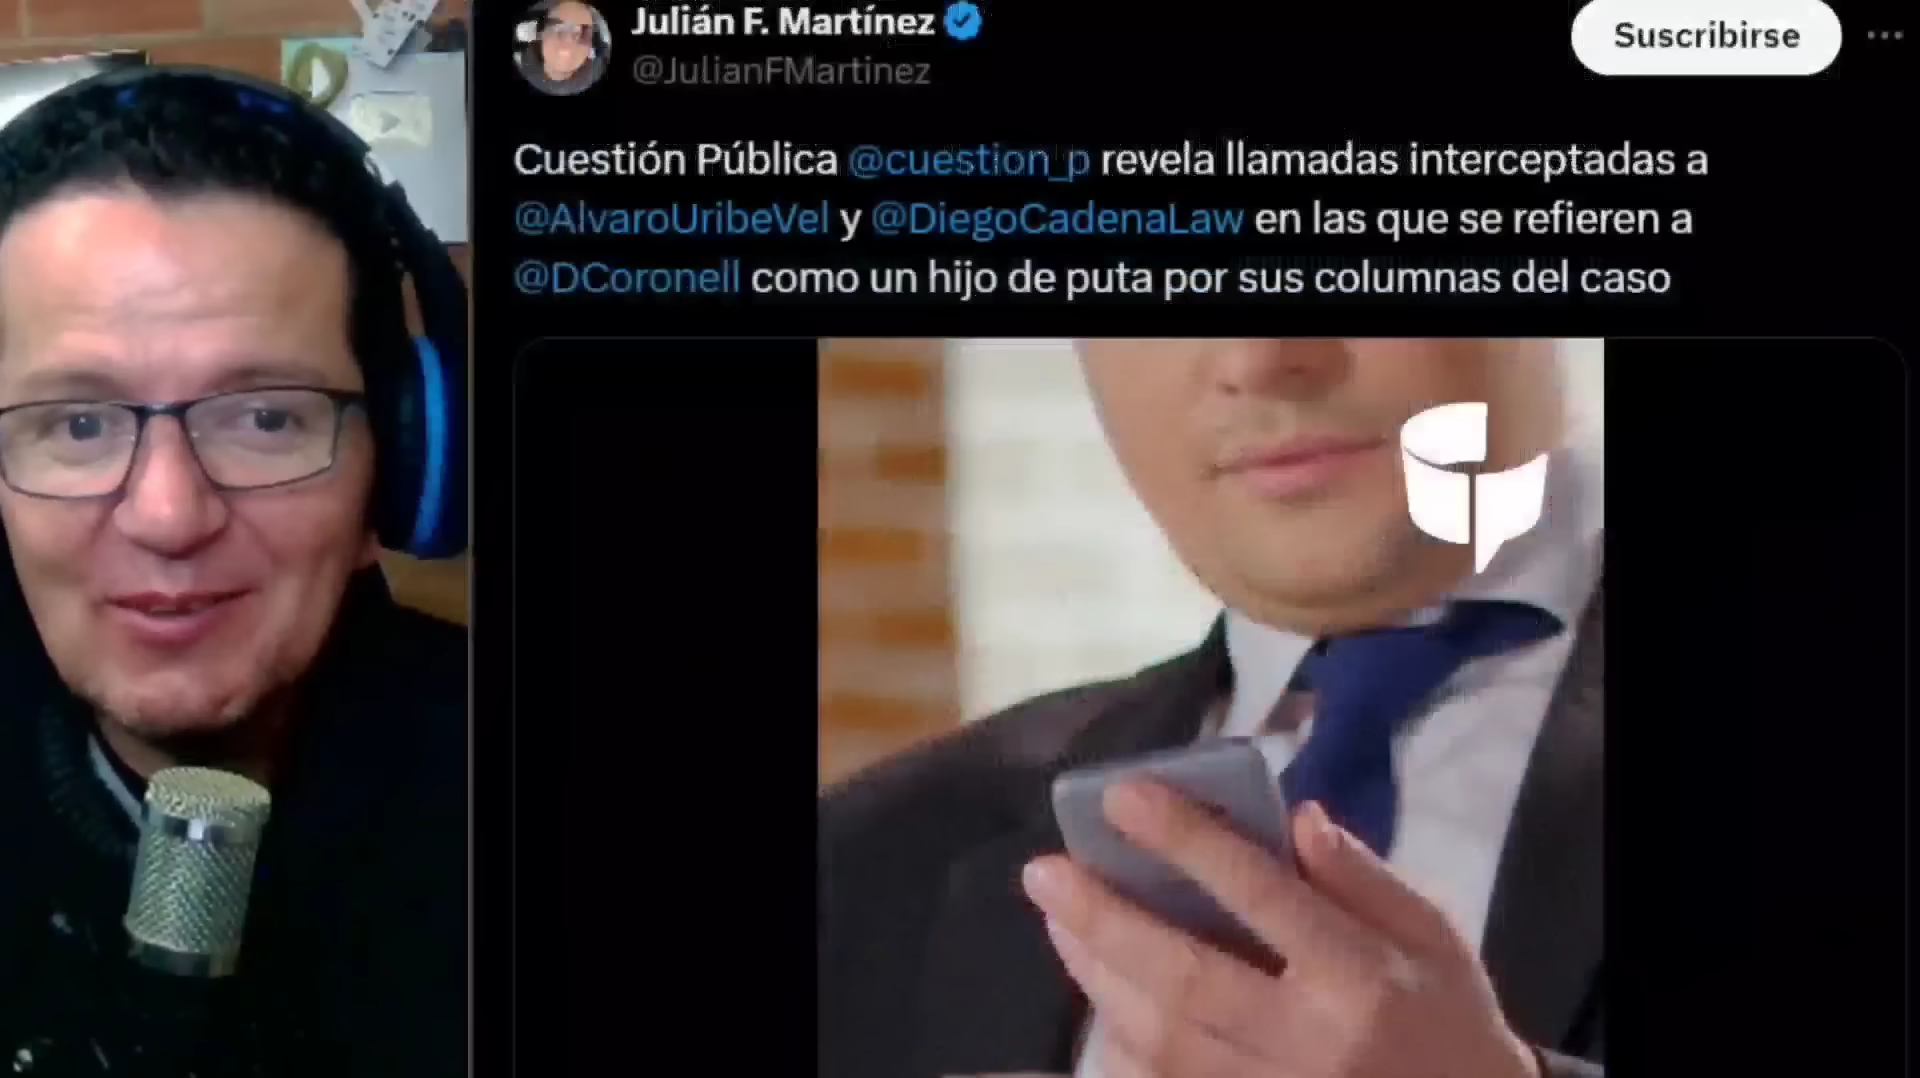 Julián F. Martínez
@JulianFMartinez
Suscribirse
Cuestión Pública @cuestion_p revela llamadas interceptadas a
@AlvaroUribeVel y @DiegoCadenaLaw en las que se refieren a
@DCoronell como un hijo de puta por sus columnas del caso